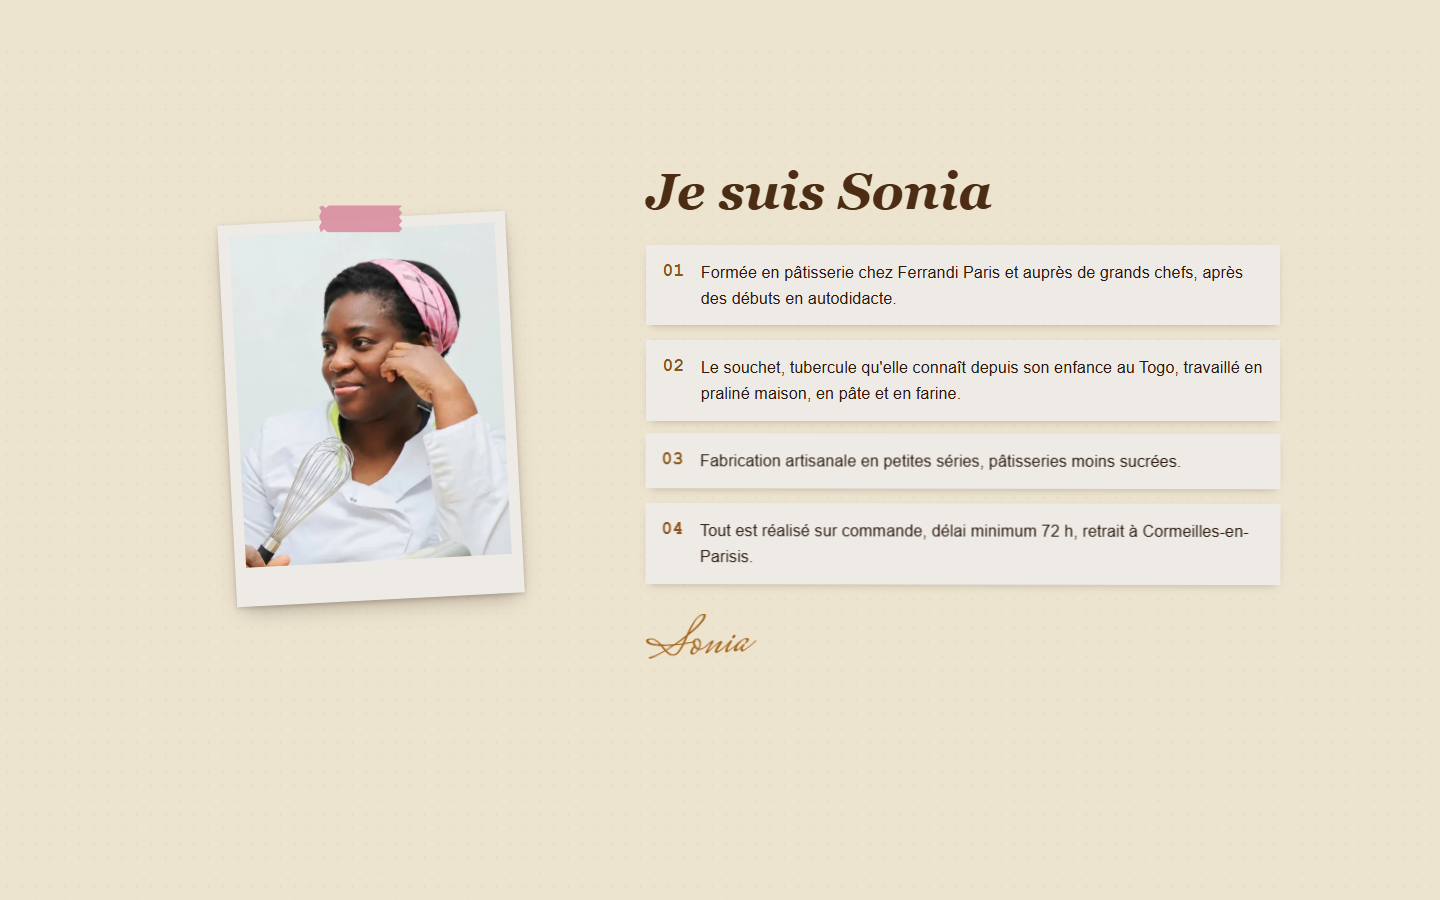 Je suis Sonia
01 Formée en pâtisserie chez Ferrandi Paris et auprès de grands chefs, après
des débuts en autodidacte.
02 Le souchet, tubercule qu'elle connaît depuis son enfance au Togo, travaillé en
praliné maison, en pâte et en farine.
03 Fabrication artisanale en petites séries, pâtisseries moins sucrées.
04 Tout est réalisé sur commande, délai minimum 72 h, retrait à Cormeilles-en-
Parisis.
Sonia